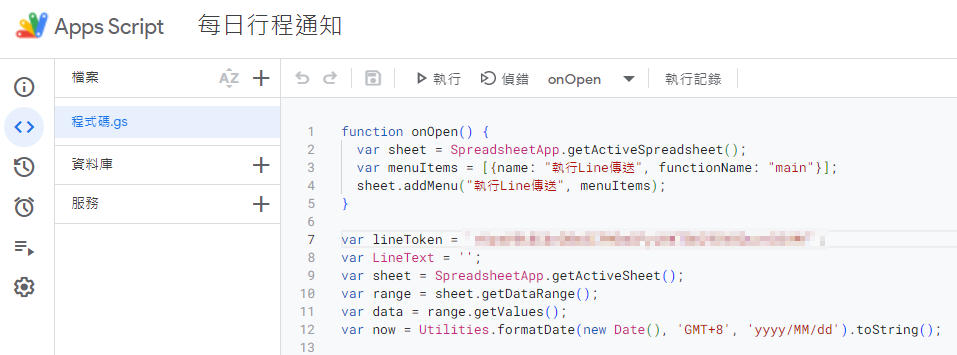 Apps Script 每日行程通知
檔案 AZ
執行 偵錯 onOpen 執行記錄
程式碼.gs
資料庫
服務
1 function onOpen() {
2 var sheet = SpreadsheetApp.getActiveSpreadsheet();
3 var menuItems = [{name: "執行Line傳送", functionName: "main"}];
4 sheet.addMenu("執行Line傳送", menuItems);
5 }
6
7 var lineToken =
8 var LineText = '';
9 var sheet = SpreadsheetApp.getActiveSheet();
10 var range = sheet.getDataRange();
11 var data = range.getValues();
12 var now = Utilities.formatDate(new Date(), 'GMT+8', 'yyyy/MM/dd').toString();
13